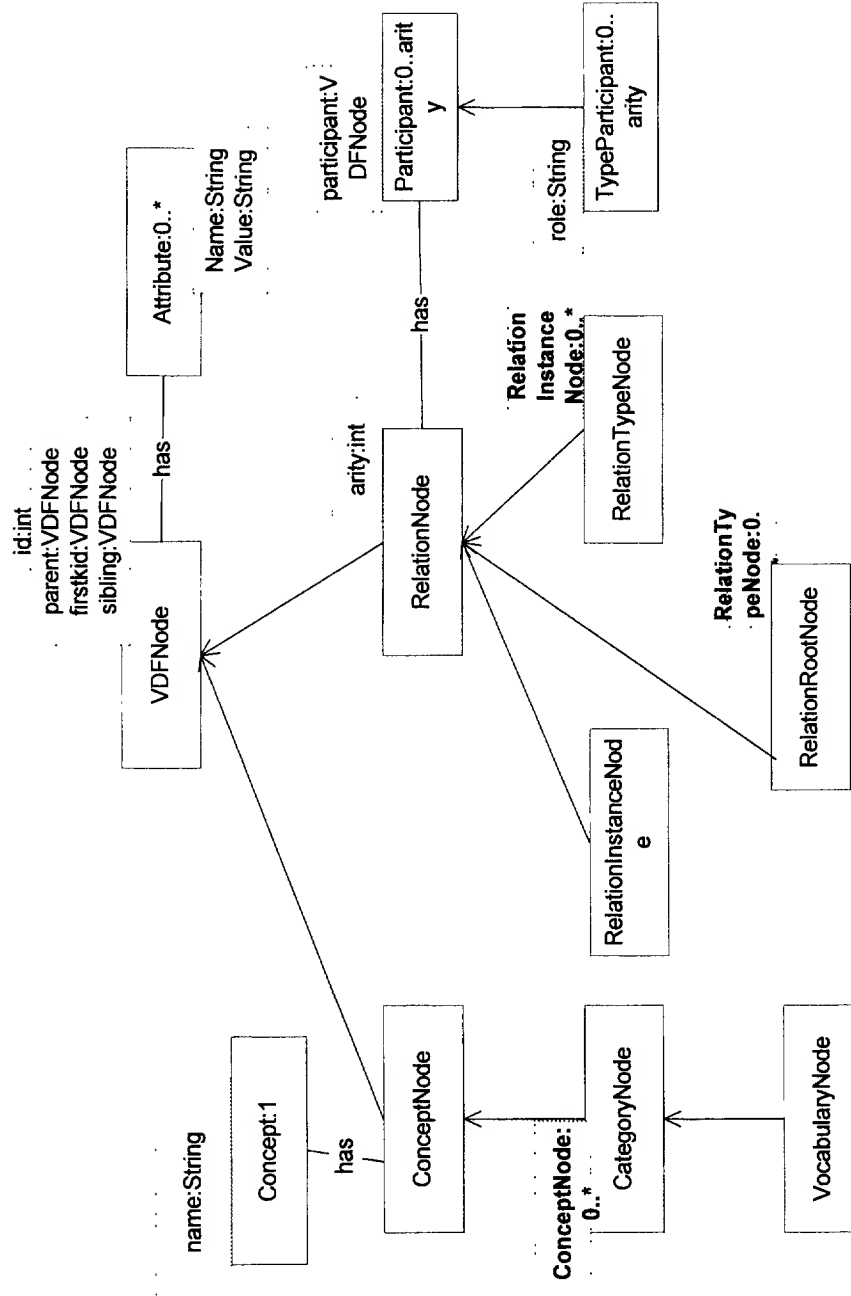 id:int
parent:VDFNode
firstkid:VDFNode
sibling:VDFNode
VDFNode
has
Attribute:0..*
Name:String
Value:String
name:String
Concept:1
has
ConceptNode
arity:int
RelationNode
has
participant:V
DFNode
Participant:0..arit
y
ConceptNode:
0..*
CategoryNode
RelationInstanceNod
e
Relation
Instance
Node:0..*
RelationTypeNode
role:String
TypeParticipant:0..
arity
VocabularyNode
RelationTy
peNode:0.
RelationRootNode